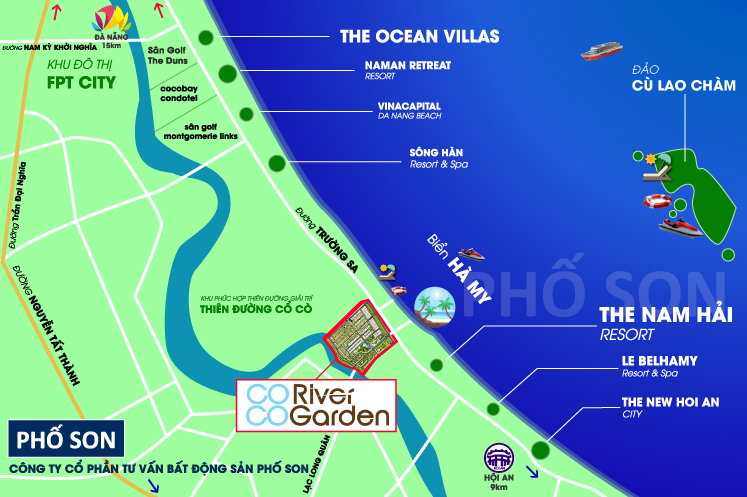 ĐÀ NẴNG
15km
ĐƯỜNG NAM KỲ KHỞI NGHĨA
KHU ĐÔ THỊ
FPT CITY
Sân Golf
The Duns
cocobay
condotel
sân golf
montgomerie links
THE OCEAN VILLAS
NAMAN RETREAT
RESORT
VINACAPITAL
DA NANG BEACH
SÔNG HÀN
Resort & Spa
ĐẢO
CÙ LAO CHÀM
Đường Trần Đại Nghĩa
ĐƯỜNG NGUYỄN TẤT THÀNH
Đường TRƯỜNG SA
Biển HÀ MY
PHỐ SON
KHU PHỨC HỢP THIÊN ĐƯỜNG GIẢI TRÍ
THIÊN ĐƯỜNG CỔ CÒ
THE NAM HẢI
RESORT
LE BELHAMY
Resort & Spa
THE NEW HOI AN
CITY
COCO River Garden
LẠC LONG QUÂN
HỘI AN
9km
PHỐ SON
CÔNG TY CỔ PHẦN TƯ VẤN BẤT ĐỘNG SẢN PHỐ SON